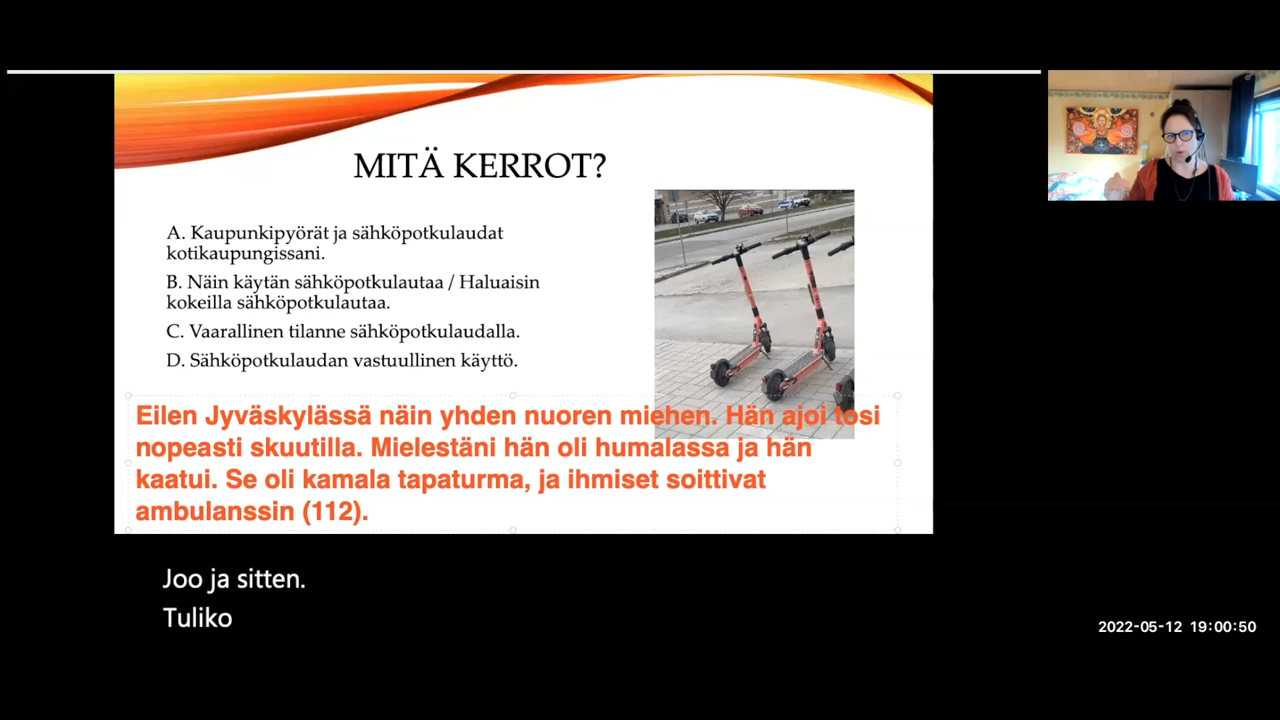 MITÄ KERROT?
A. Kaupunkipyörät ja sähköpotkulaudat
kotikaupungissani.
B. Näin käytän sähköpotkulautaa / Haluaisin
kokeilla sähköpotkulautaa.
C. Vaarallinen tilanne sähköpotkulaudalla.
D. Sähköpotkulaudan vastuullinen käyttö.
Eilen Jyväskylässä näin yhden nuoren miehen. Hän ajoi tosi
nopeasti skuutilla. Mielestäni hän oli humalassa ja hän
kaatui. Se oli kamala tapaturma, ja ihmiset soittivat
ambulanssin (112).
Joo ja sitten.
Tuliko
2022-05-12 19:00:50